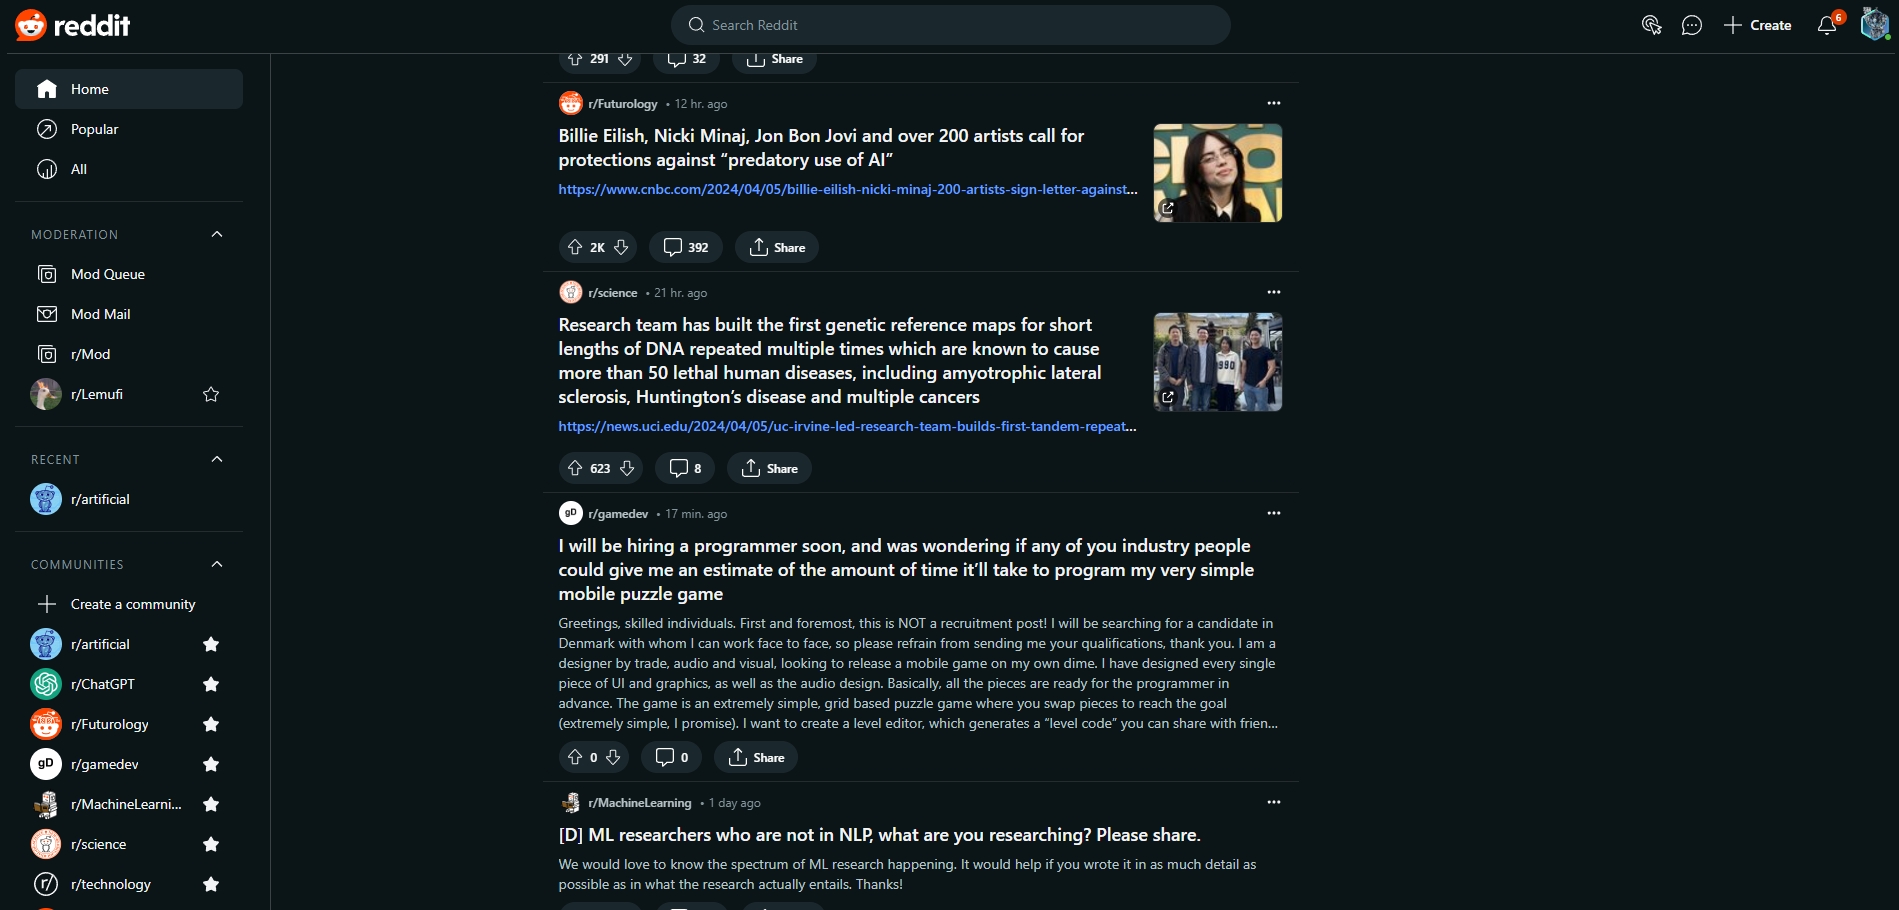 reddit
Search Reddit
Create
6
Home
Popular
All
MODERATION
Mod Queue
Mod Mail
r/Mod
r/Lemufi
RECENT
r/artificial
COMMUNITIES
Create a community
r/artificial
r/ChatGPT
r/Futurology
gD r/gamedev
r/MachineLearni...
r/science
r/ r/technology
291 32 Share
r/Futurology • 12 hr. ago
Billie Eilish, Nicki Minaj, Jon Bon Jovi and over 200 artists call for
protections against “predatory use of AI”
https://www.cnbc.com/2024/04/05/billie-eilish-nicki-minaj-200-artists-sign-letter-against...
2K 392 Share
r/science • 21 hr. ago
Research team has built the first genetic reference maps for short
lengths of DNA repeated multiple times which are known to cause
more than 50 lethal human diseases, including amyotrophic lateral
sclerosis, Huntington’s disease and multiple cancers
https://news.uci.edu/2024/04/05/uc-irvine-led-research-team-builds-first-tandem-repeat...
623 8 Share
gD r/gamedev • 17 min. ago
I will be hiring a programmer soon, and was wondering if any of you industry people
could give me an estimate of the amount of time it’ll take to program my very simple
mobile puzzle game
Greetings, skilled individuals. First and foremost, this is NOT a recruitment post! I will be searching for a candidate in
Denmark with whom I can work face to face, so please refrain from sending me your qualifications, thank you. I am a
designer by trade, audio and visual, looking to release a mobile game on my own dime. I have designed every single
piece of UI and graphics, as well as the audio design. Basically, all the pieces are ready for the programmer in
advance. The game is an extremely simple, grid based puzzle game where you swap pieces to reach the goal
(extremely simple, I promise). I want to create a level editor, which generates a “level code” you can share with frien...
0 0 Share
r/MachineLearning • 1 day ago
[D] ML researchers who are not in NLP, what are you researching? Please share.
We would love to know the spectrum of ML research happening. It would help if you wrote it in as much detail as
possible as in what the research actually entails. Thanks!